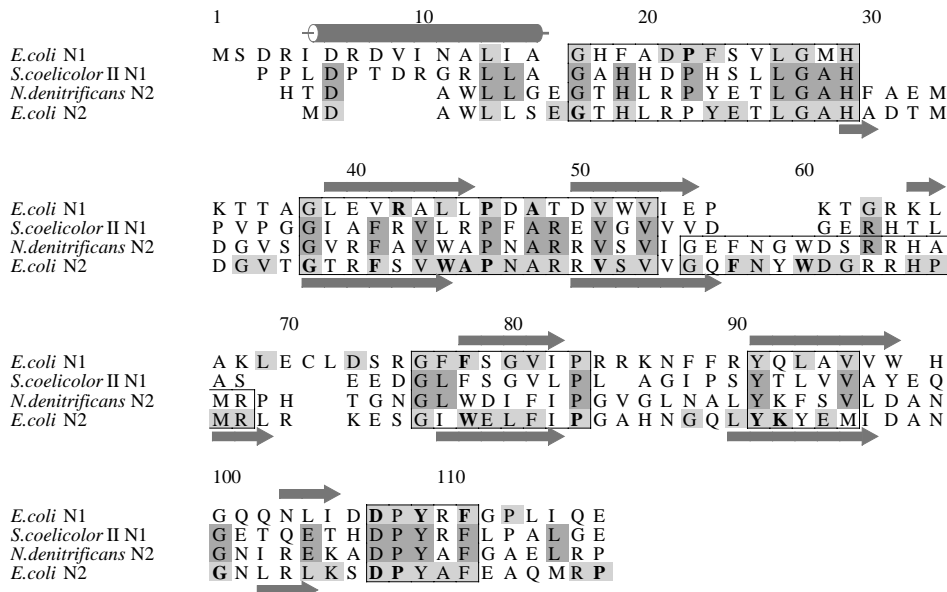 1 10 20 30
E.coli N1 M S D R I D R D V I N A L I A G H F A D P F S V L G M H
S.coelicolor II N1 P P L D P T D R G R L L A G A H H D P H S L L G A H
N.denitrificans N2 H T D A W L L G E G T H L R P Y E T L G A H F A E M
E.coli N2 M D A W L L S E G T H L R P Y E T L G A H A D T M
40 50 60
E.coli N1 K T T A G L E V R A L L P D A T D V W V I E P K T G R K L
S.coelicolor II N1 P V P G G I A F R V L R P F A R E V G V V V D G E R H T L
N.denitrificans N2 D G V S G V R F A V W A P N A R R V S V I G E F N G W D S R R H A
E.coli N2 D G V T G T R F S V W A P N A R R V S V V G Q F N Y W D G R R H P
70 80 90
E.coli N1 A K L E C L D S R G F F S G V I P R R K N F F R Y Q L A V V W H
S.coelicolor II N1 A S E E D G L F S G V L P L A G I P S Y T L V V A Y E Q
N.denitrificans N2 M R P H T G N G L W D I F I P G V G L N A L Y K F S V L D A N
E.coli N2 M R L R K E S G I W E L F I P G A H N G Q L Y K Y E M I D A N
100 110
E.coli N1 G Q Q N L I D D P Y R F G P L I Q E
S.coelicolor II N1 G E T Q E T H D P Y R F L P A L G E
N.denitrificans N2 G N I R E K A D P Y A F G A E L R P
E.coli N2 G N L R L K S D P Y A F E A Q M R P